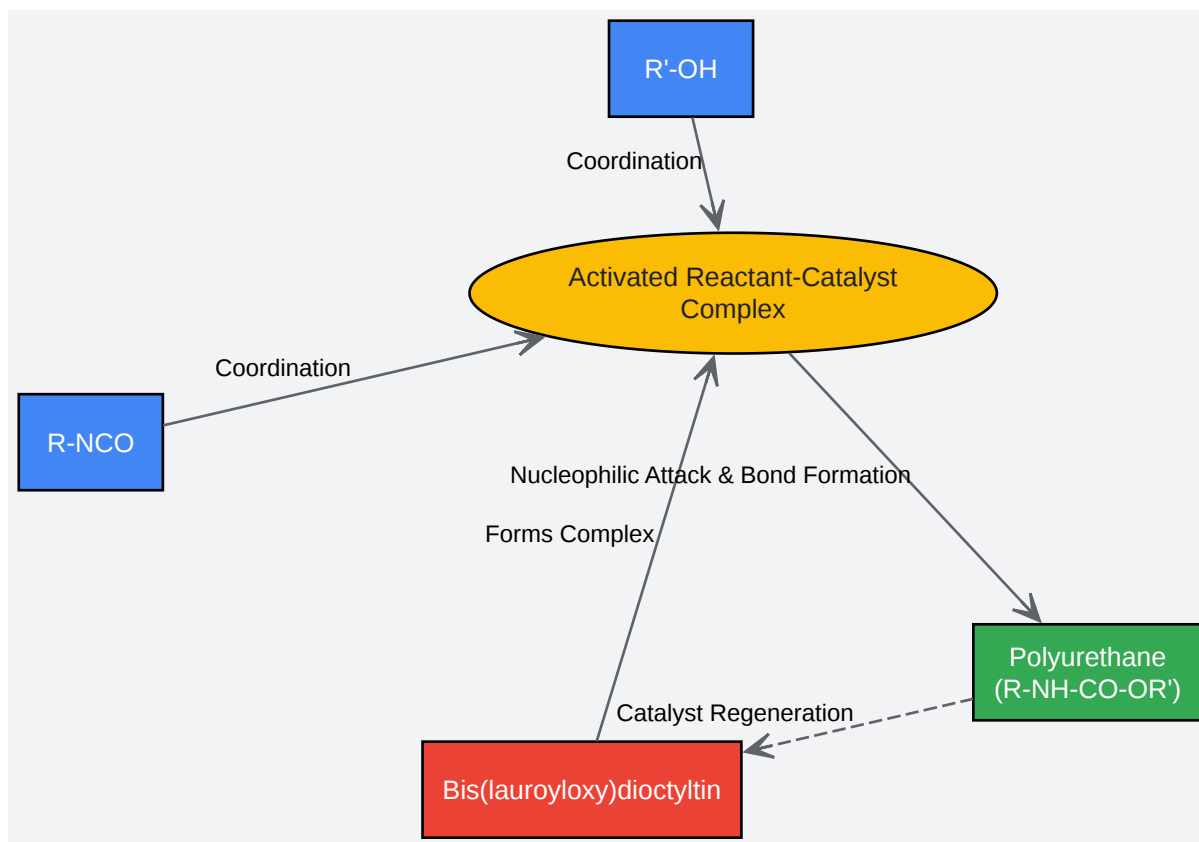 R'-OH
Coordination
Activated Reactant-Catalyst
Complex
Coordination
R-NCO
Nucleophilic Attack & Bond Formation
Forms Complex
Polyurethane
(R-NH-CO-OR')
Catalyst Regeneration
Bis(lauroyloxy)dioctyltin